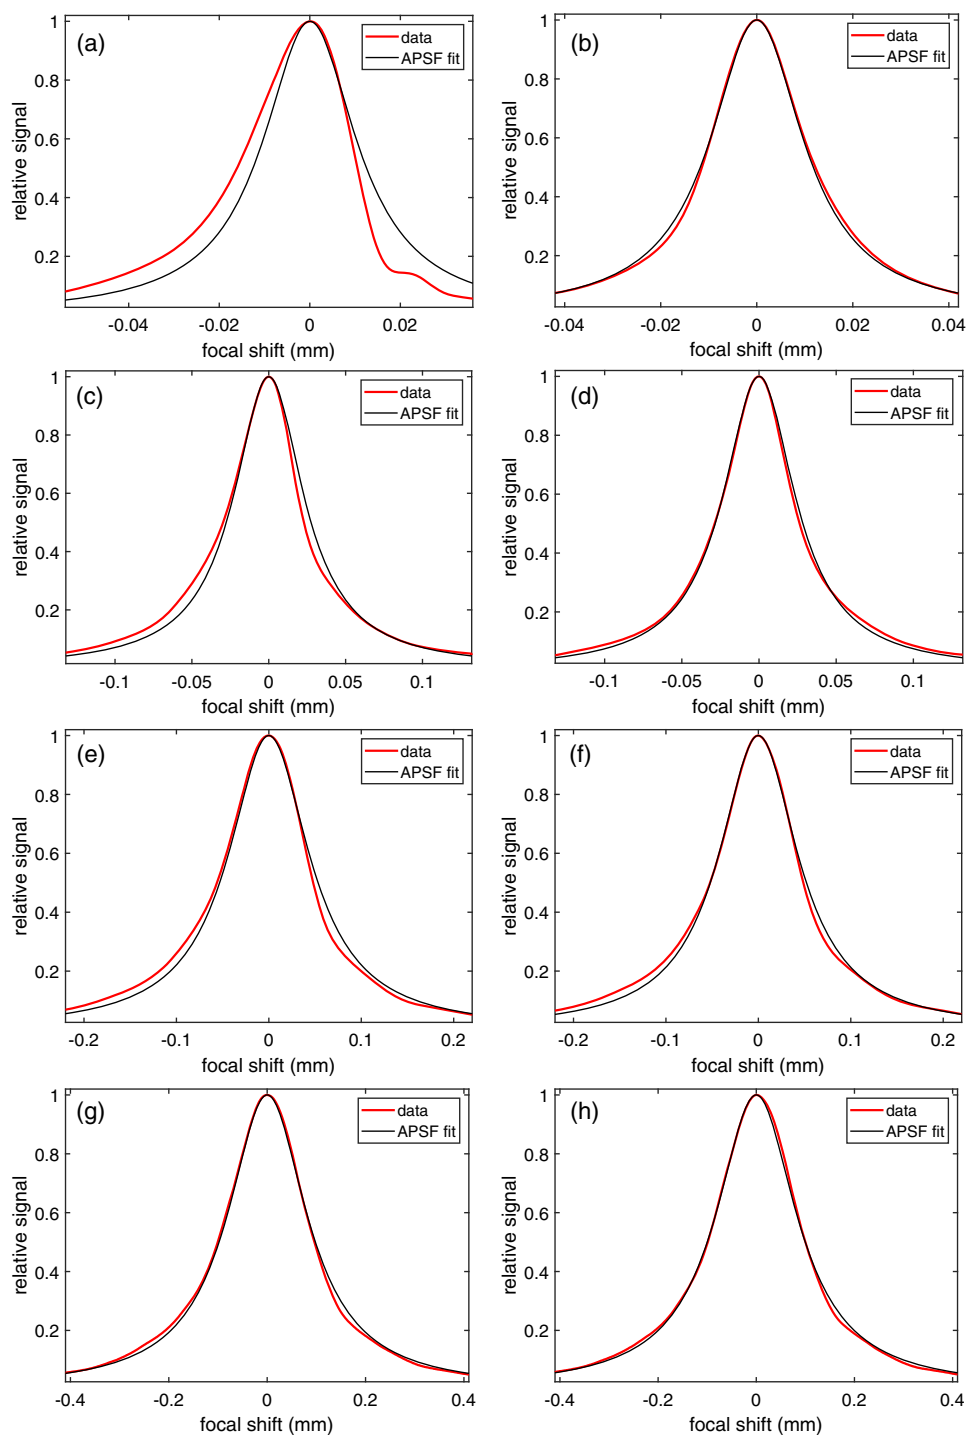 (a)
data
APSF fit
1
0.8
0.6
0.4
0.2
relative signal
-0.04
-0.02
0
0.02
focal shift (mm)
(b)
data
APSF fit
1
0.8
0.6
0.4
0.2
relative signal
-0.04
-0.02
0
0.02
0.04
focal shift (mm)
(c)
data
APSF fit
1
0.8
0.6
0.4
0.2
relative signal
-0.1
-0.05
0
0.05
0.1
focal shift (mm)
(d)
data
APSF fit
1
0.8
0.6
0.4
0.2
relative signal
-0.1
-0.05
0
0.05
0.1
focal shift (mm)
(e)
data
APSF fit
1
0.8
0.6
0.4
0.2
relative signal
-0.2
-0.1
0
0.1
0.2
focal shift (mm)
(f)
data
APSF fit
1
0.8
0.6
0.4
0.2
relative signal
-0.2
-0.1
0
0.1
0.2
focal shift (mm)
(g)
data
APSF fit
1
0.8
0.6
0.4
0.2
relative signal
-0.4
-0.2
0
0.2
0.4
focal shift (mm)
(h)
data
APSF fit
1
0.8
0.6
0.4
0.2
relative signal
-0.4
-0.2
0
0.2
0.4
focal shift (mm)